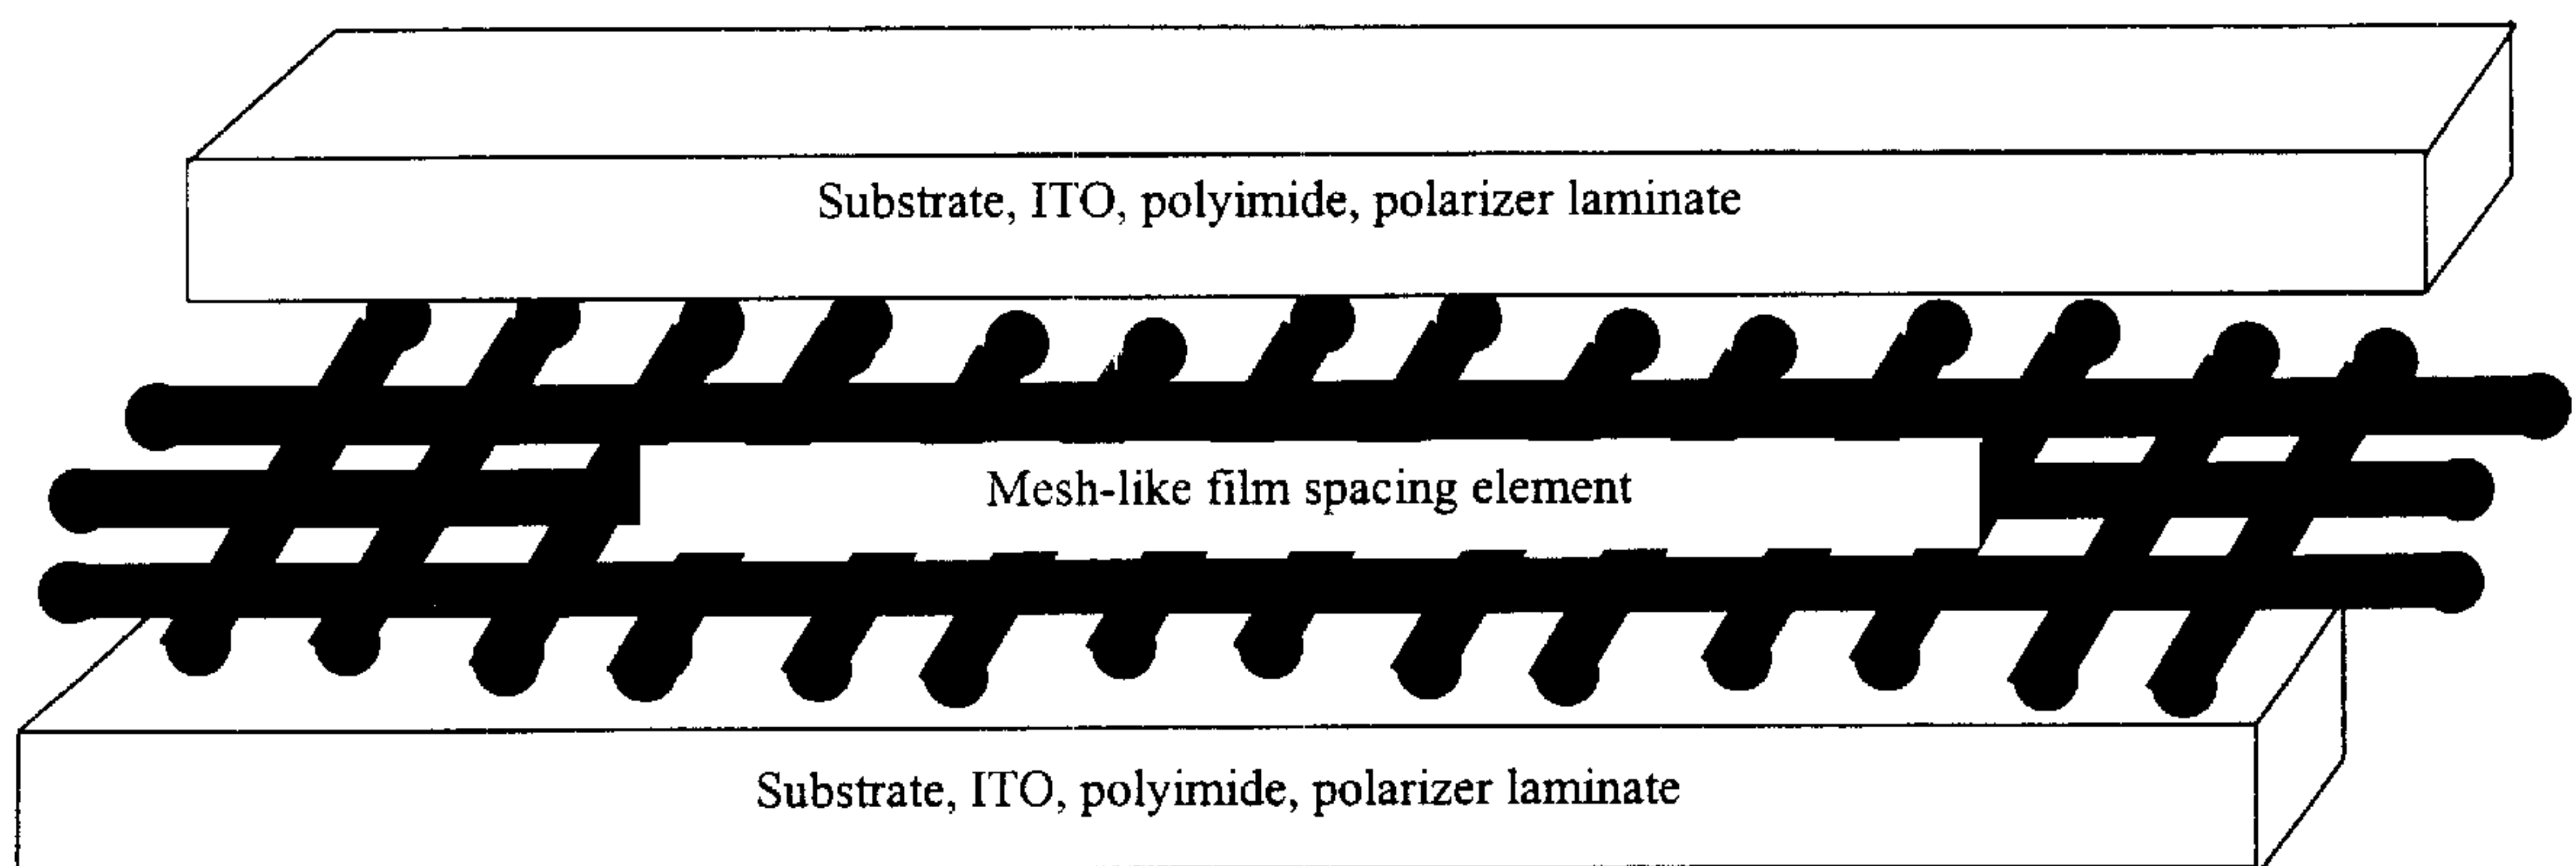 Substrate, ITO, polyimide, polarizer laminate
Mesh-like film spacing element
Substrate, ITO, polyimide, polarizer laminate